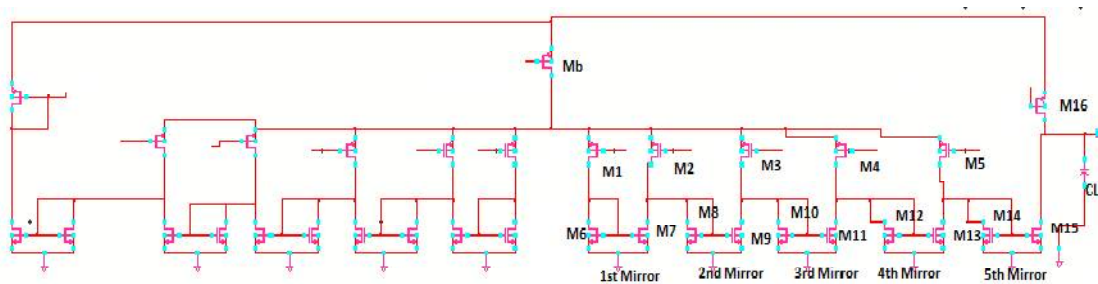 Mb
M16
M1 M2 M3 M4 M5
CL
M6 M7 M8 M9 M10 M11 M12 M13 M14 M15
1st Mirror 2nd Mirror 3rd Mirror 4th Mirror 5th Mirror